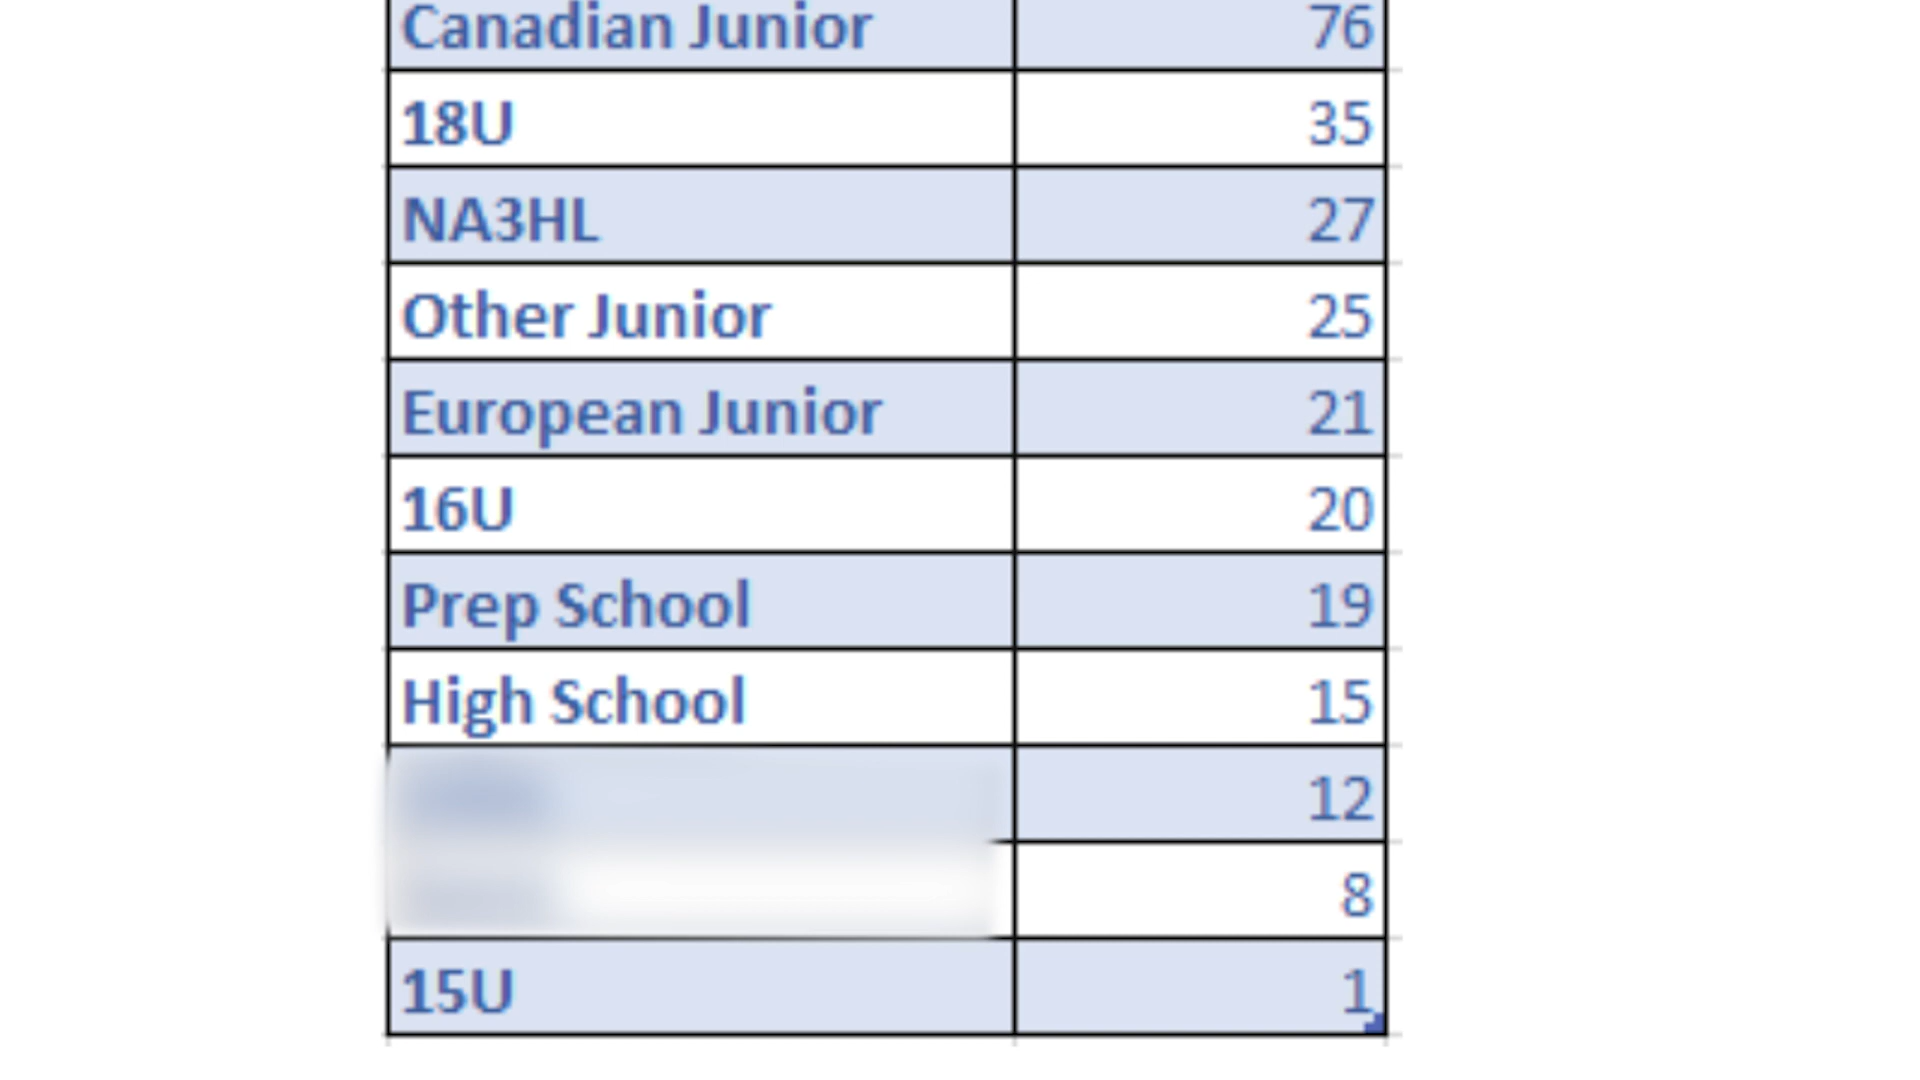 Canadian Junior 76
18U 35
NA3HL 27
Other Junior 25
European Junior 21
16U 20
Prep School 19
High School 15
12
8
15U 1